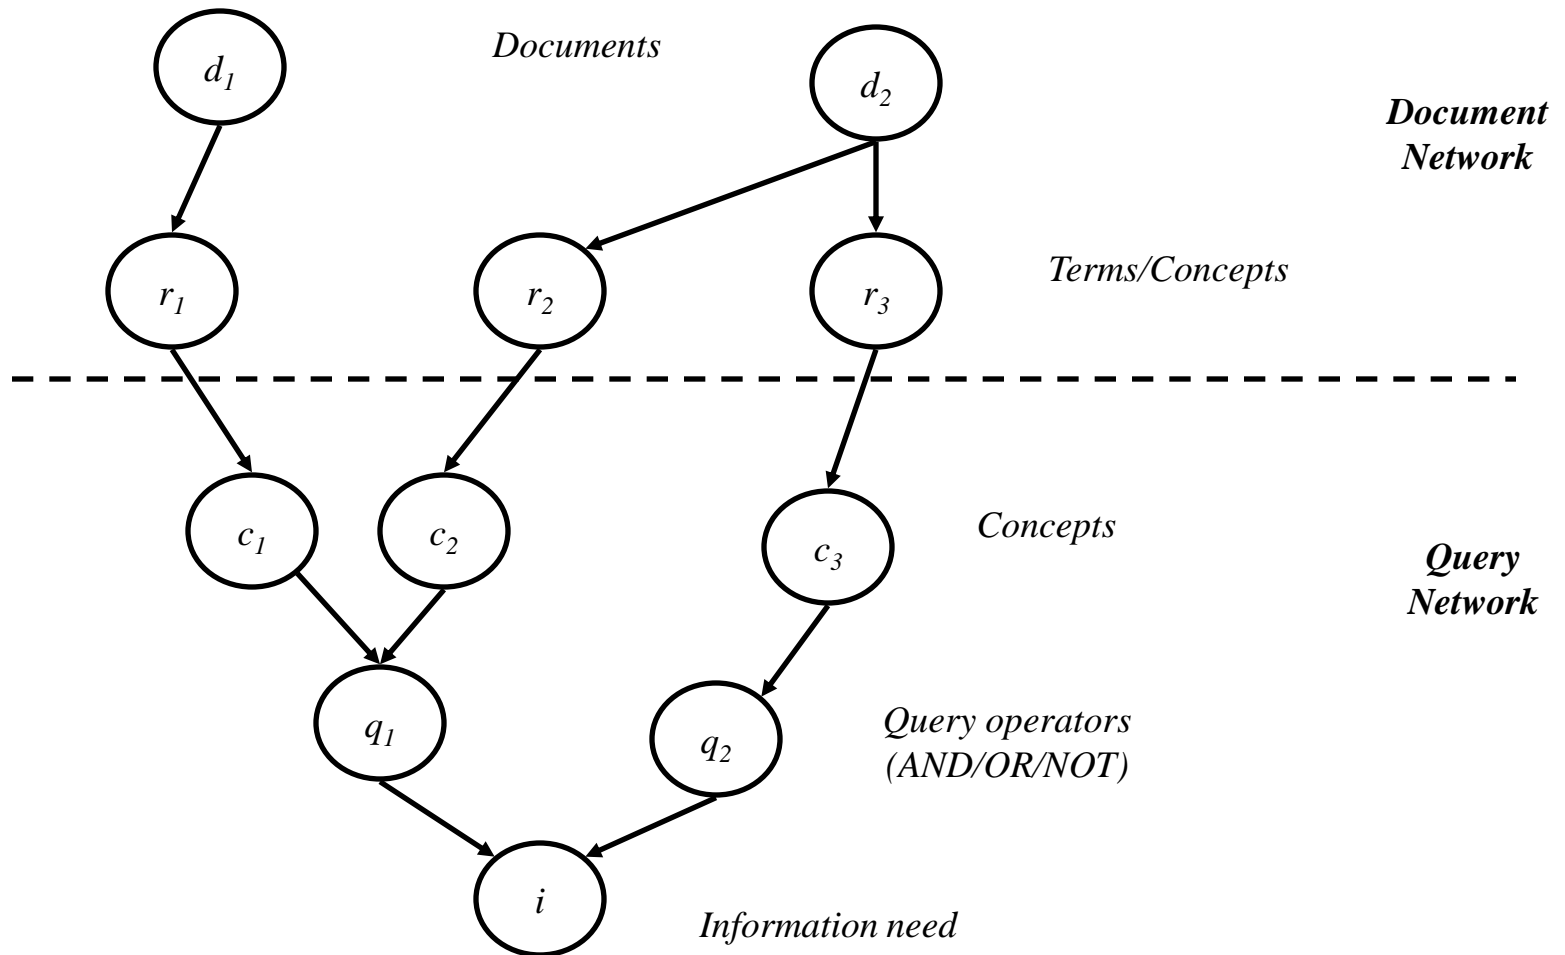 Documents
d₁
d₂
Document
Network
r₁
r₂
r₃
Terms/Concepts
c₁
c₂
c₃
Concepts
Query
Network
q₁
q₂
Query operators
(AND/OR/NOT)
i
Information need